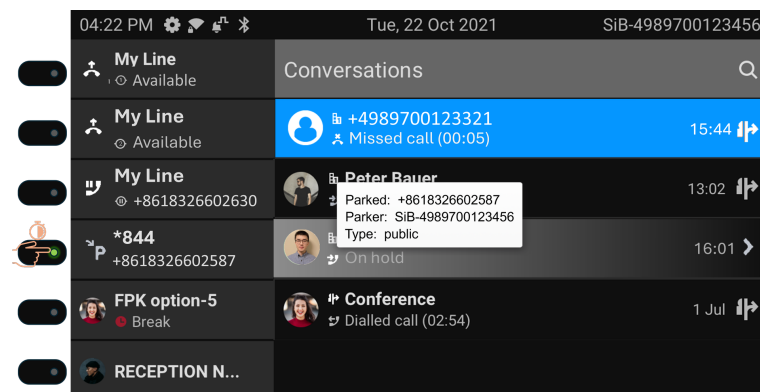 04:22 PM
Tue, 22 Oct 2021
SiB-4989700123456
My Line
1 Available
My Line
2 Available
My Line
+8618326602630
*844
P +8618326602587
FPK option-5
Break
RECEPTION N...
Conversations
+4989700123321
Missed call (00:05)
15:44
Peter Bauer
13:02
Parked: +8618326602587
Parker: SiB-4989700123456
Type: public
On hold
16:01
Conference
Dialled call (02:54)
1 Jul